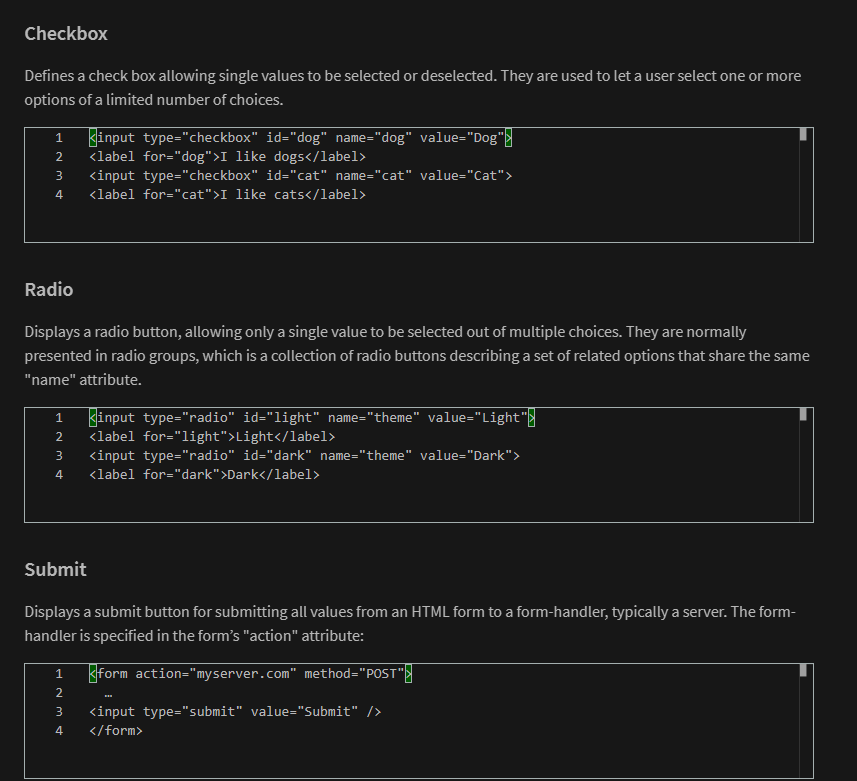 Checkbox
Defines a check box allowing single values to be selected or deselected. They are used to let a user select one or more
options of a limited number of choices.
1 <input type="checkbox" id="dog" name="dog" value="Dog">
2 <label for="dog">I like dogs</label>
3 <input type="checkbox" id="cat" name="cat" value="Cat">
4 <label for="cat">I like cats</label>
Radio
Displays a radio button, allowing only a single value to be selected out of multiple choices. They are normally
presented in radio groups, which is a collection of radio buttons describing a set of related options that share the same
"name" attribute.
1 <input type="radio" id="light" name="theme" value="Light">
2 <label for="light">Light</label>
3 <input type="radio" id="dark" name="theme" value="Dark">
4 <label for="dark">Dark</label>
Submit
Displays a submit button for submitting all values from an HTML form to a form-handler, typically a server. The form-
handler is specified in the form’s "action" attribute:
1 <form action="myserver.com" method="POST">
2   …
3 <input type="submit" value="Submit" />
4 </form>